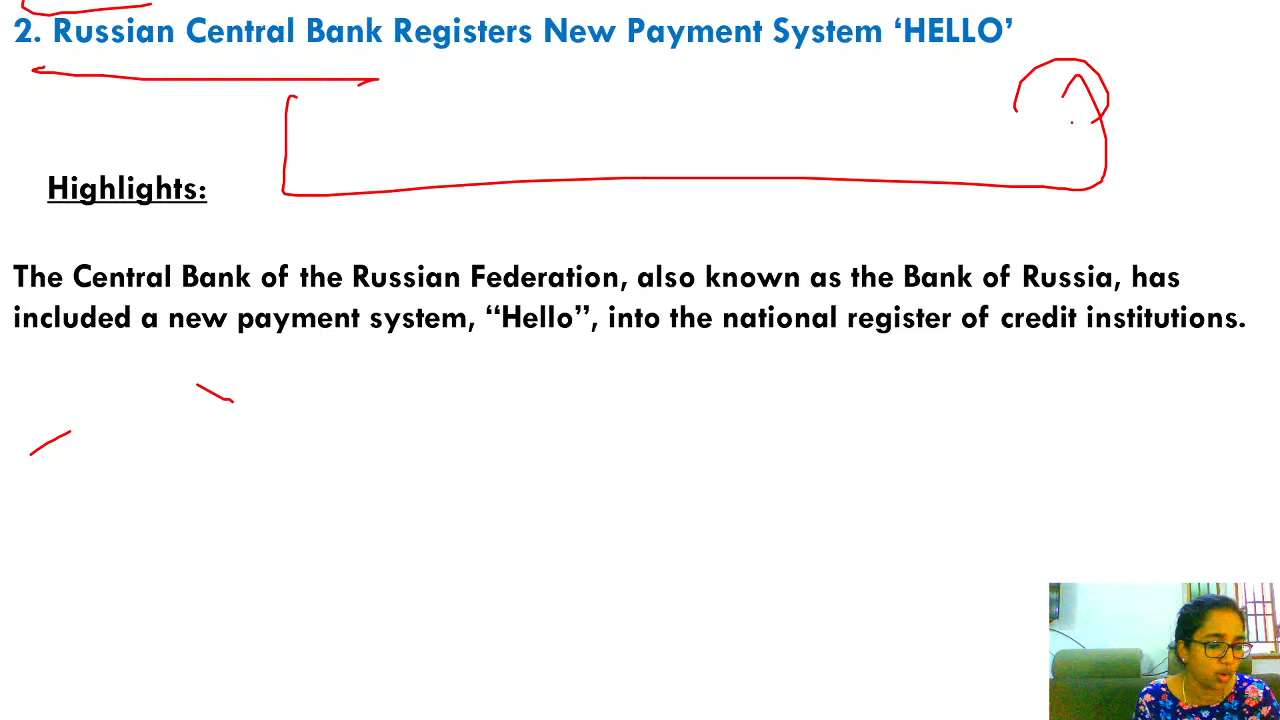 2. Russian Central Bank Registers New Payment System ‘HELLO’
Highlights:
The Central Bank of the Russian Federation, also known as the Bank of Russia, has
included a new payment system, “Hello”, into the national register of credit institutions.